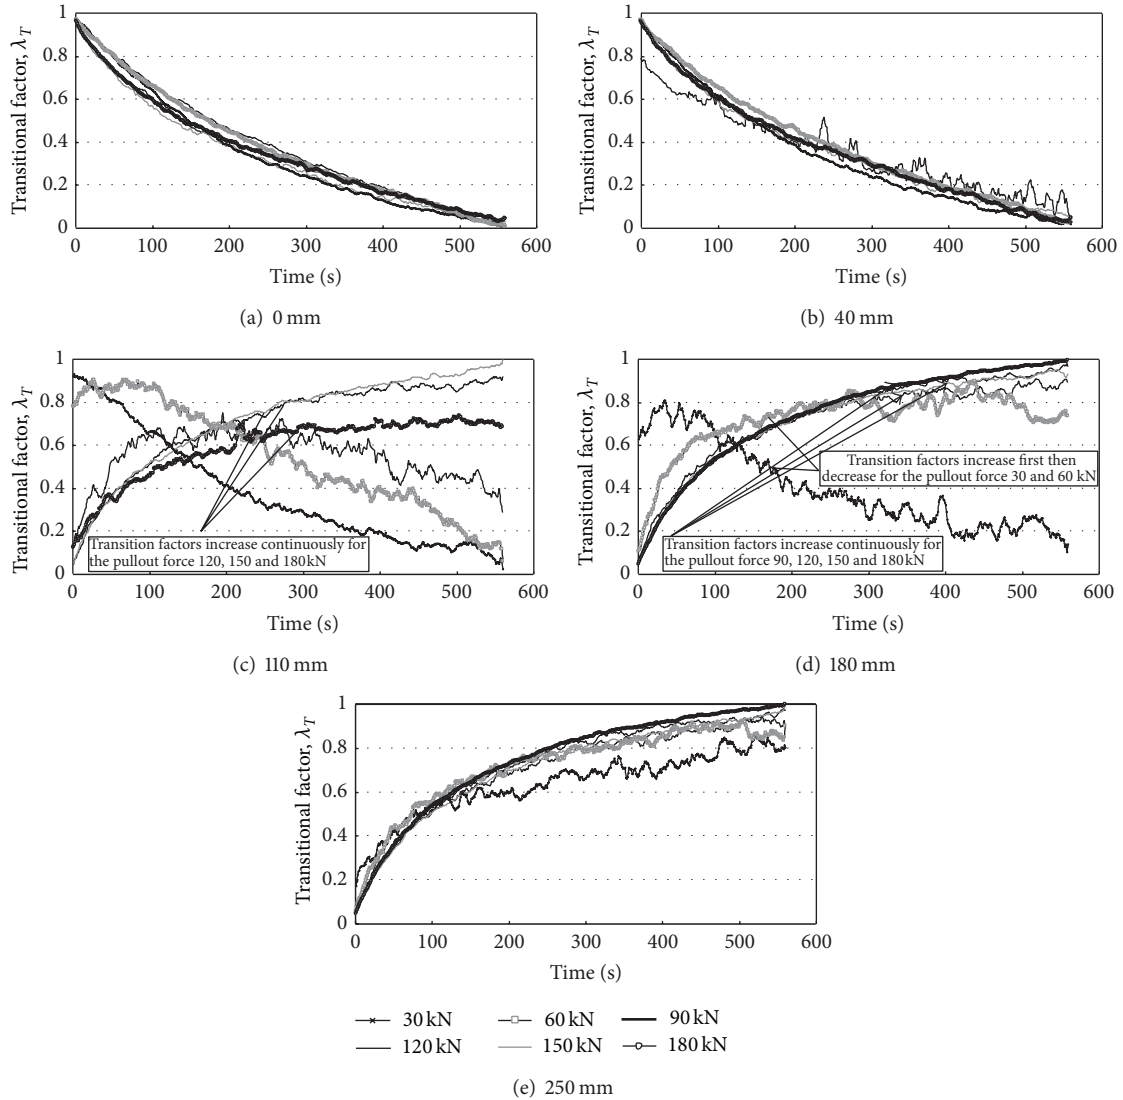 Transitional factor, λT
1
0.8
0.6
0.4
0.2
0
0 100 200 300 400 500 600
Time (s)
(a) 0 mm
Transitional factor, λT
1
0.8
0.6
0.4
0.2
0
0 100 200 300 400 500 600
Time (s)
(b) 40 mm
Transitional factor, λT
1
0.8
0.6
0.4
0.2
0
Transition factors increase continuously for
the pullout force 120, 150 and 180 kN
0 100 200 300 400 500 600
Time (s)
(c) 110 mm
Transitional factor, λT
1
0.8
0.6
0.4
0.2
0
Transition factors increase first then
decrease for the pullout force 30 and 60 kN
Transition factors increase continuously for
the pullout force 90, 120, 150 and 180 kN
0 100 200 300 400 500 600
Time (s)
(d) 180 mm
Transitional factor, λT
1
0.8
0.6
0.4
0.2
0
0 100 200 300 400 500 600
Time (s)
30 kN 60 kN 90 kN
120 kN 150 kN 180 kN
(e) 250 mm